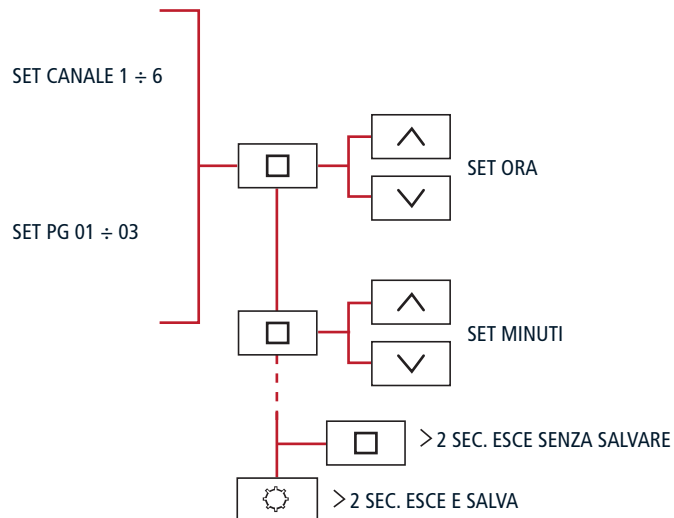 SET CANALE 1 ÷ 6
SET ORA
SET PG 01 ÷ 03
SET MINUTI
> 2 SEC. ESCE SENZA SALVARE
> 2 SEC. ESCE E SALVA